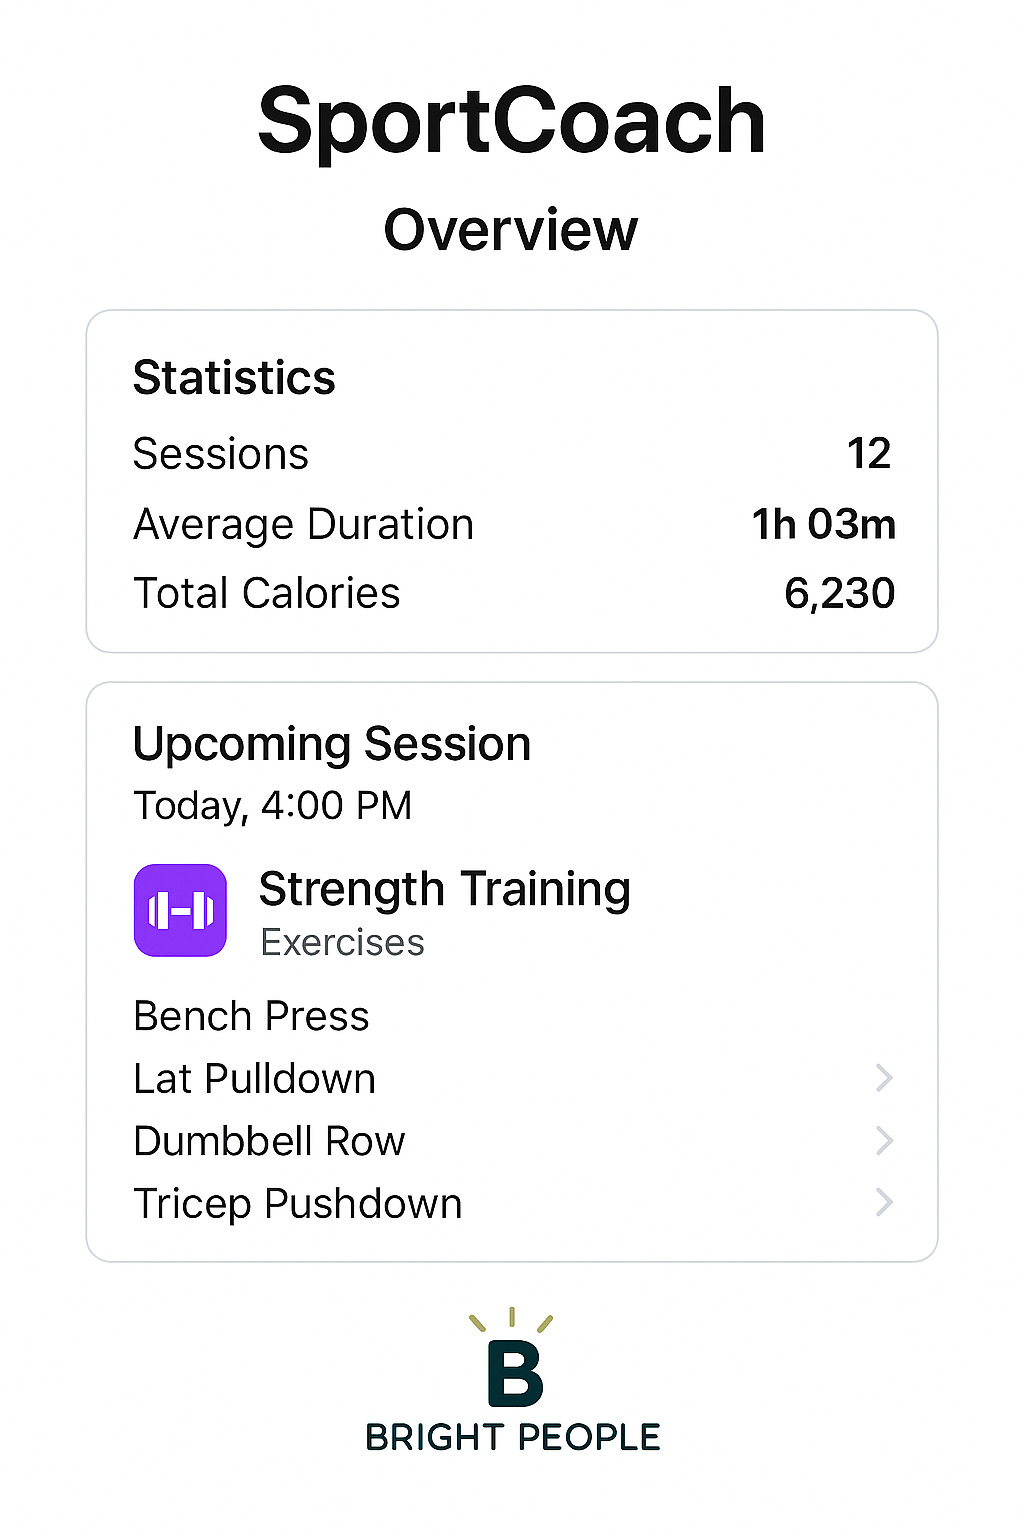 SportCoach
Overview
Statistics
Sessions 12
Average Duration 1h 03m
Total Calories 6,230
Upcoming Session
Today, 4:00 PM
Strength Training
Exercises
Bench Press
Lat Pulldown
Dumbbell Row
Tricep Pushdown
B
BRIGHT PEOPLE